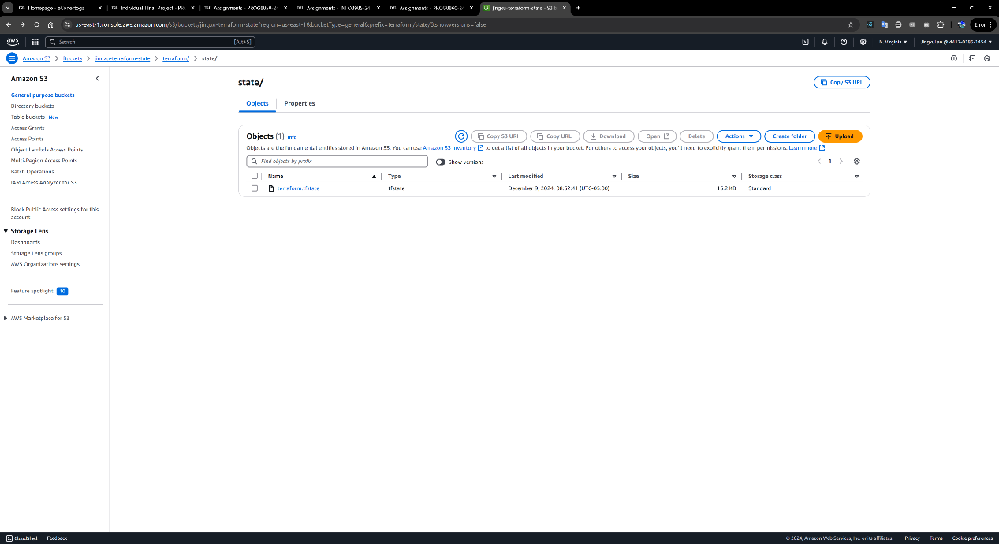 Homepage - eConestoga
Individual Final Project - PR
Assignments - PROG8050-24
Assignments - INFO8985-24
Assignments - PROG8860-24
jingxu-terraform-state - S3 b
us-east-1.console.aws.amazon.com/s3/buckets/jingxu-terraform-state?region=us-east-1&bucketType=general&prefix=terraform/state/&showversions=false
Error
aws
Search
[Alt+S]
N. Virginia
JingxuLan @ 4417-0186-1454
Amazon S3
Buckets
jingxu-terraform-state
terraform/
state/
Amazon S3
General purpose buckets
Directory buckets
Table buckets New
Access Grants
Access Points
Object Lambda Access Points
Multi-Region Access Points
Batch Operations
IAM Access Analyzer for S3
Block Public Access settings for this
account
Storage Lens
Dashboards
Storage Lens groups
AWS Organizations settings
Feature spotlight 10
AWS Marketplace for S3
state/
Copy S3 URI
Objects
Properties
Objects (1) Info
Copy S3 URI
Copy URL
Download
Open
Delete
Actions
Create folder
Upload
Objects are the fundamental entities stored in Amazon S3. You can use Amazon S3 inventory to get a list of all objects in your bucket. For others to access your objects, you'll need to explicitly grant them permissions. Learn more
Find objects by prefix
Show versions
1
Name
Type
Last modified
Size
Storage class
terraform.tfstate
tfstate
December 9, 2024, 08:52:41 (UTC-05:00)
15.2 KB
Standard
CloudShell
Feedback
© 2024, Amazon Web Services, Inc. or its affiliates.
Privacy
Terms
Cookie preferences